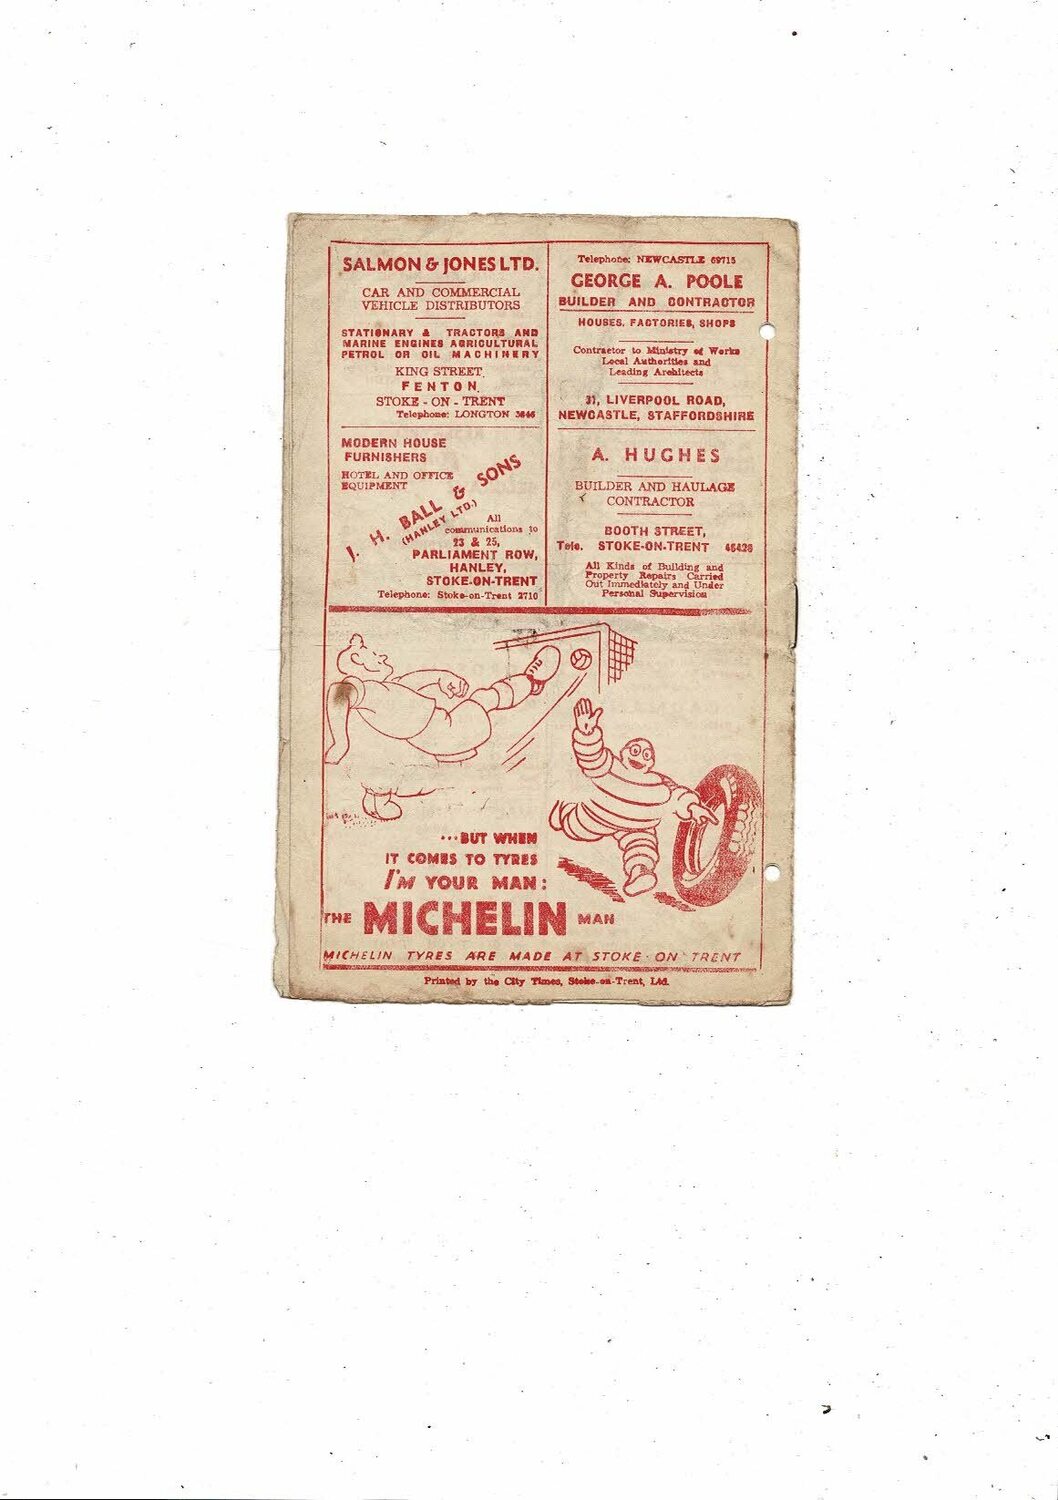 SALMON & JONES LTD.
CAR AND COMMERCIAL
VEHICLE DISTRIBUTORS
STATIONARY & TRACTORS AND
MARINE ENGINES AGRICULTURAL
PETROL OR OIL MACHINERY
KING STREET,
FENTON,
STOKE - ON - TRENT
Telephone: LONGTON
MODERN HOUSE
FURNISHERS
HOTEL AND OFFICE
EQUIPMENT
J. H. BALL & SONS
(HANLEY LTD.)
All
communications to
23 & 25,
PARLIAMENT ROW,
HANLEY,
STOKE-ON-TRENT
Telephone: Stoke-on-Trent 2710
Telephone: NEWCASTLE 69715
GEORGE A. POOLE
BUILDER AND CONTRACTOR
HOUSES, FACTORIES, SHOPS
Contractor to Ministry of Works
Local Authorities and
Leading Architects
31, LIVERPOOL ROAD,
NEWCASTLE, STAFFORDSHIRE
A. HUGHES
BUILDER AND HAULAGE
CONTRACTOR
BOOTH STREET,
Tele. STOKE-ON-TRENT 48426
All Kinds of Building and
Property Repairs Carried
Out Immediately and Under
Personal Supervision
...BUT WHEN
IT COMES TO TYRES
I'M YOUR MAN:
THE MICHELIN MAN
MICHELIN TYRES ARE MADE AT STOKE-ON-TRENT
Printed by the City Times, Stoke-on-Trent, Ltd.